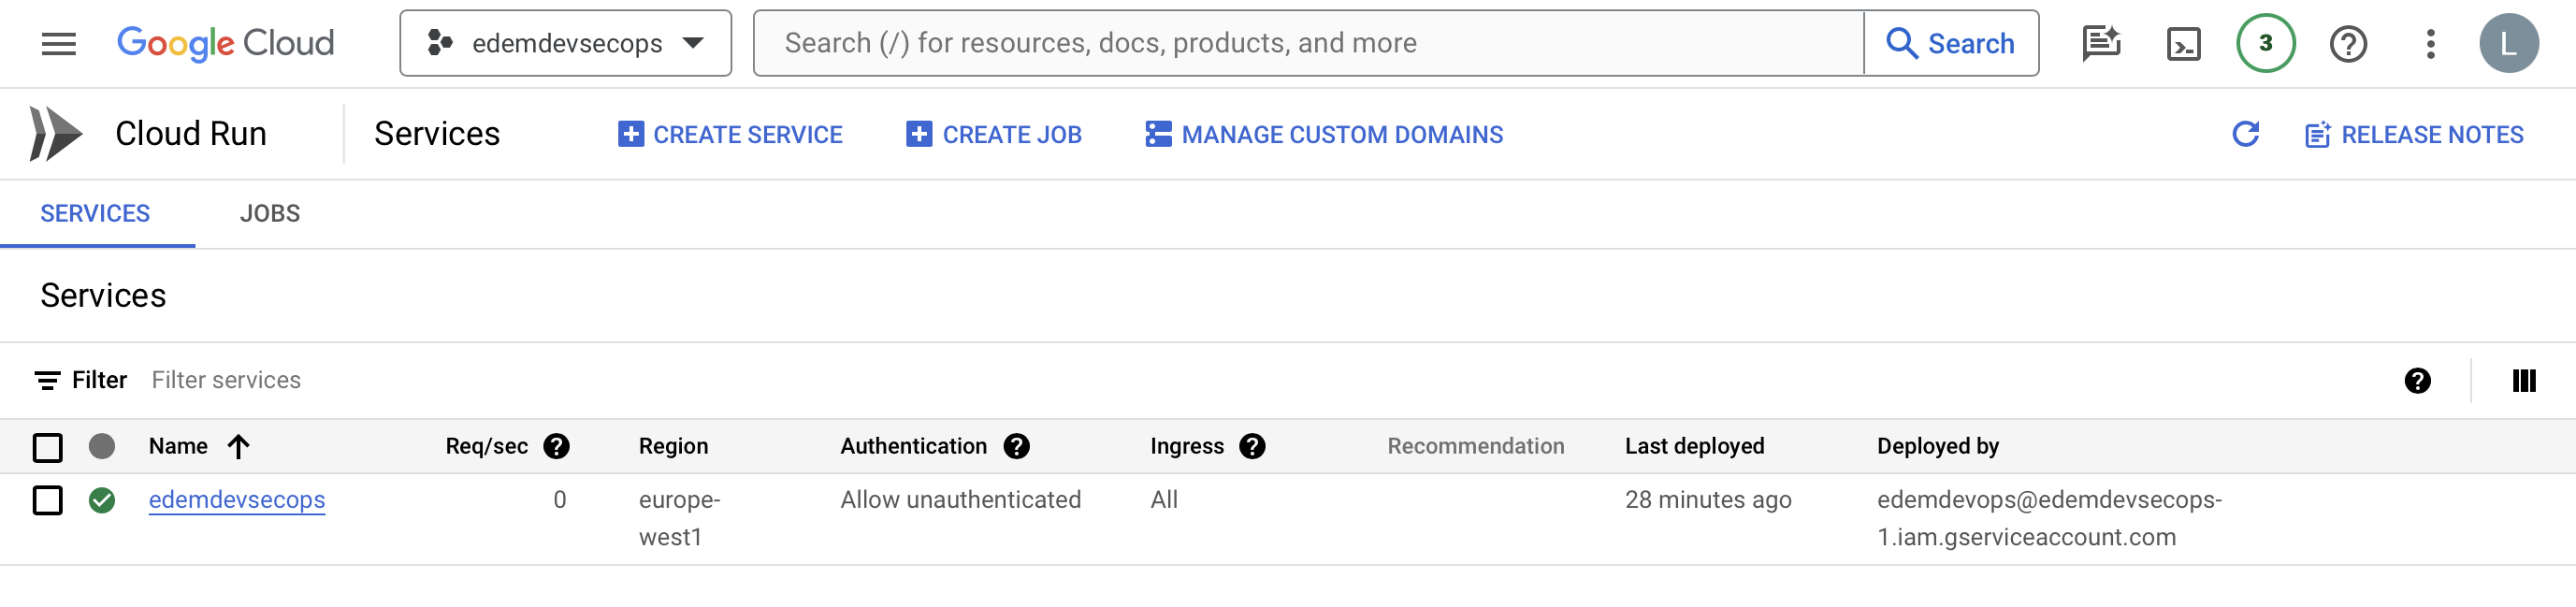 Google Cloud edemdevsecops Search (/) for resources, docs, products, and more Search 3 L
Cloud Run Services CREATE SERVICE CREATE JOB MANAGE CUSTOM DOMAINS RELEASE NOTES
SERVICES JOBS
Services
Filter Filter services
Name Req/sec Region Authentication Ingress Recommendation Last deployed Deployed by
edemdevsecops 0 europe- Allow unauthenticated All 28 minutes ago edemdevops@edemdevsecops-
west1 1.iam.gserviceaccount.com